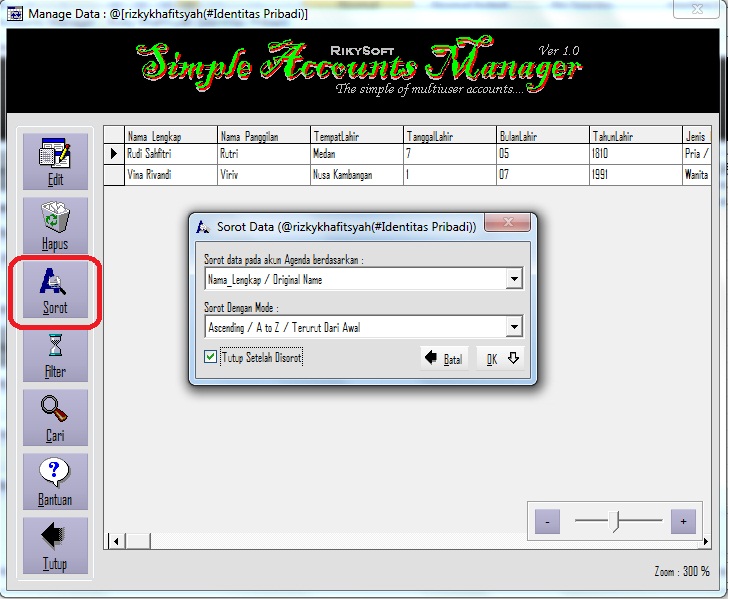 Manage Data : @[rizkykhafitsyah(#Identitas Pribadi)]
RIKYSOFT
Ver 1.0
Simple Accounts Manager
The simple of multiuser accounts....
Nama_Lengkap Nama_Panggilan TempatLahir TanggalLahir BulanLahir TahunLahir Jenis
Rudi Sahfitri Rutri Medan 7 05 1810 Pria /
Vina Rivandi Viriv Nusa Kambangan 1 07 1991 Wanita
Edit
Hapus
Sorot
Filter
Cari
Bantuan
Tutup
Sorot Data (@rizkykhafitsyah(#Identitas Pribadi))
Sorot data pada akun Agenda berdasarkan :
Nama_Lengkap / Original Name
Sorot Dengan Mode :
Ascending / A to Z / Terurut Dari Awal
Tutup Setelah Disorot
Batal
OK
- +
Zoom : 300 %